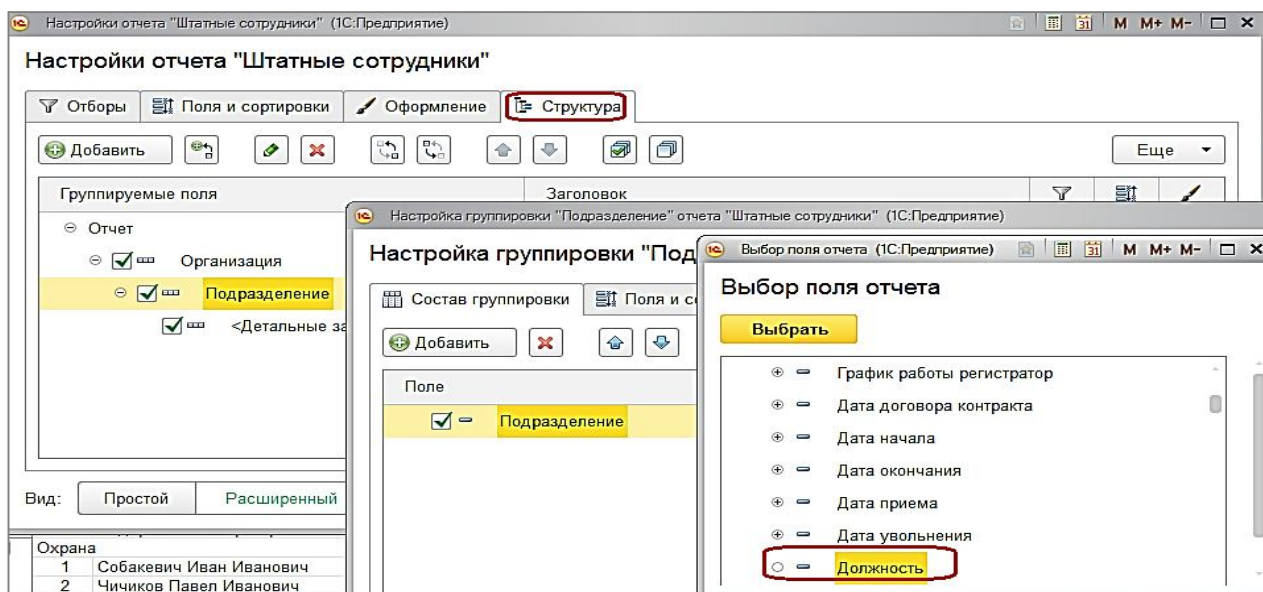 Настройки отчета "Штатные сотрудники" (1С:Предприятие) 31 M M+ M-
Настройки отчета "Штатные сотрудники"
Отборы Поля и сортировки Оформление Структура
Добавить Еще
Группируемые поля Заголовок
Отчет
Организация
Подразделение
<Детальные за
Вид: Простой Расширенный
Охрана
1 Собакевич Иван Иванович
2 Чичиков Павел Иванович
Настройка группировки "Подразделение" отчета "Штатные сотрудники" (1С:Предприятие)
Настройка группировки "Под
Состав группировки Поля и со
Добавить
Поле
Подразделение
Выбор поля отчета (1С:Предприятие) 31 M M+ M-
Выбор поля отчета
Выбрать
График работы регистратор
Дата договора контракта
Дата начала
Дата окончания
Дата приема
Дата увольнения
Должность